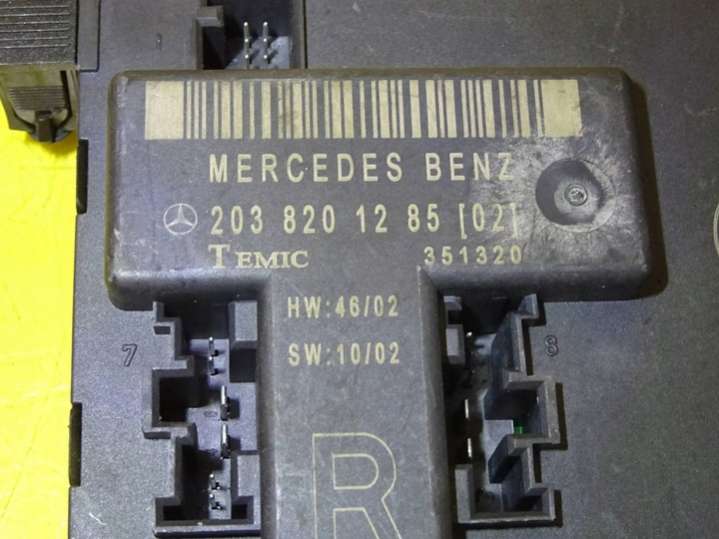 MERCEDES BENZ
203 820 12 85 [02]
TEMIC 351320
HW:46/02
SW:10/02
7 8
R